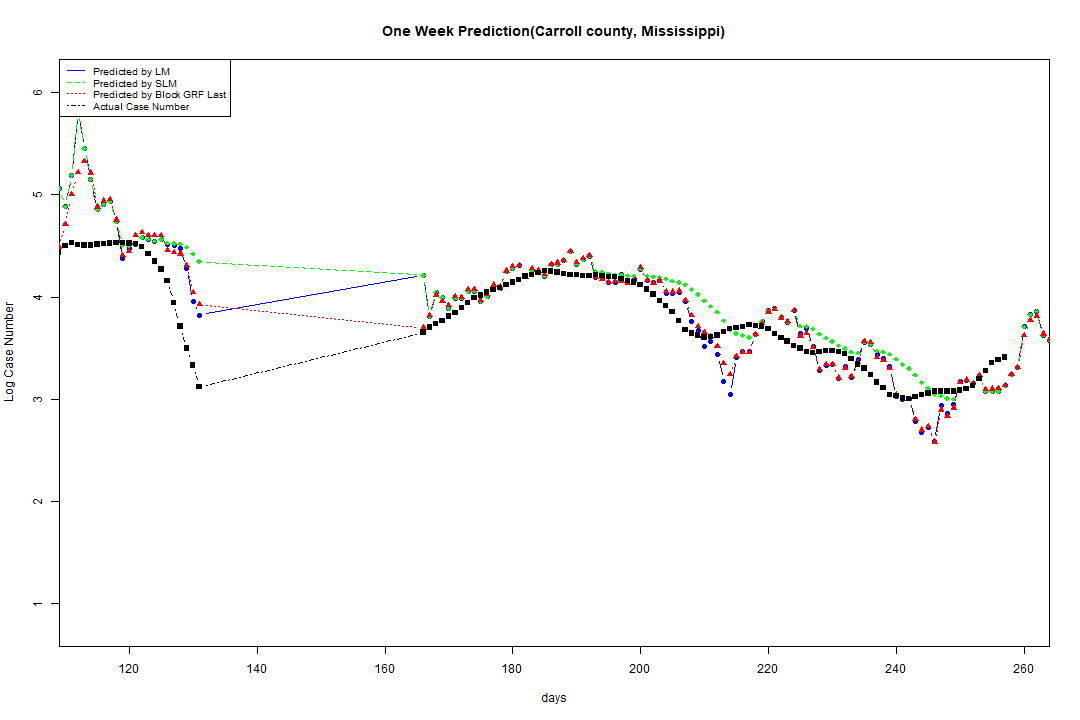 One Week Prediction(Carroll county, Mississippi)
Predicted by LM
Predicted by SLM
Predicted by Block GRF Last
Actual Case Number
6
5
4
3
2
1
Log Case Number
120 140 160 180 200 220 240 260
days